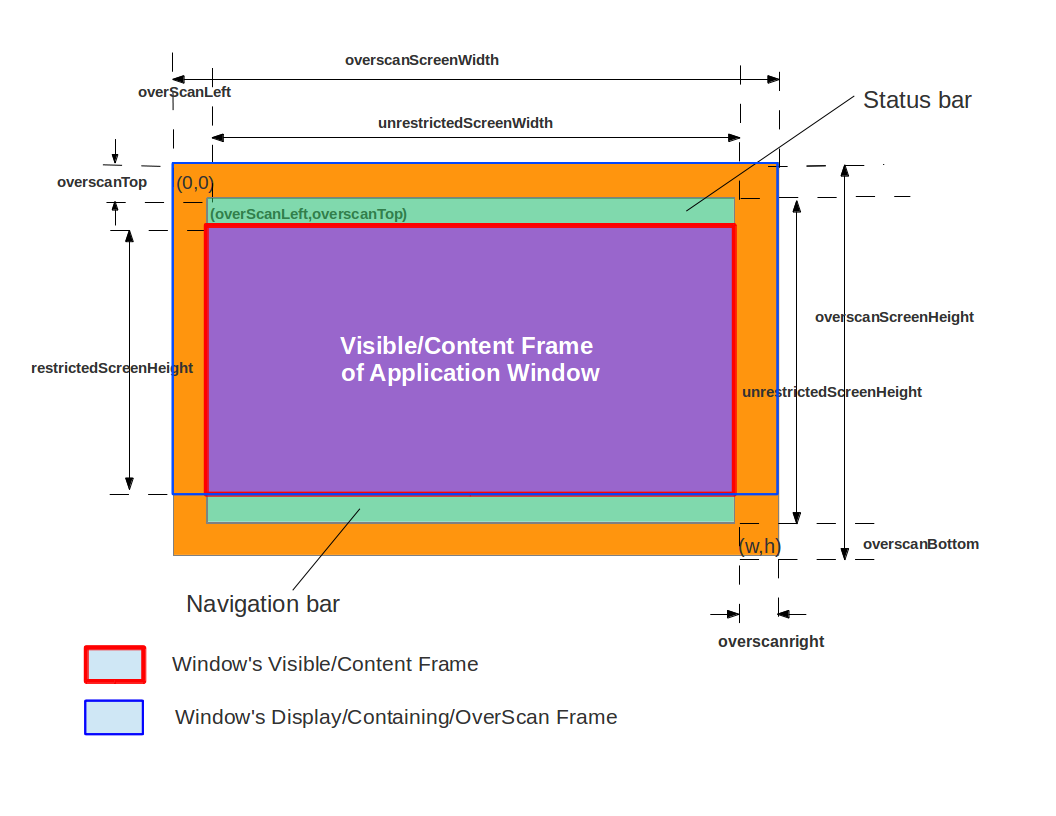 overscanScreenWidth
overScanLeft
Status bar
unrestrictedScreenWidth
overscanTop
(0,0)
(overScanLeft,overscanTop)
overscanScreenHeight
Visible/Content Frame
of Application Window
restrictedScreenHeight
unrestrictedScreenHeight
(w,h)
overscanBottom
Navigation bar
overscanright
Window's Visible/Content Frame
Window's Display/Containing/OverScan Frame